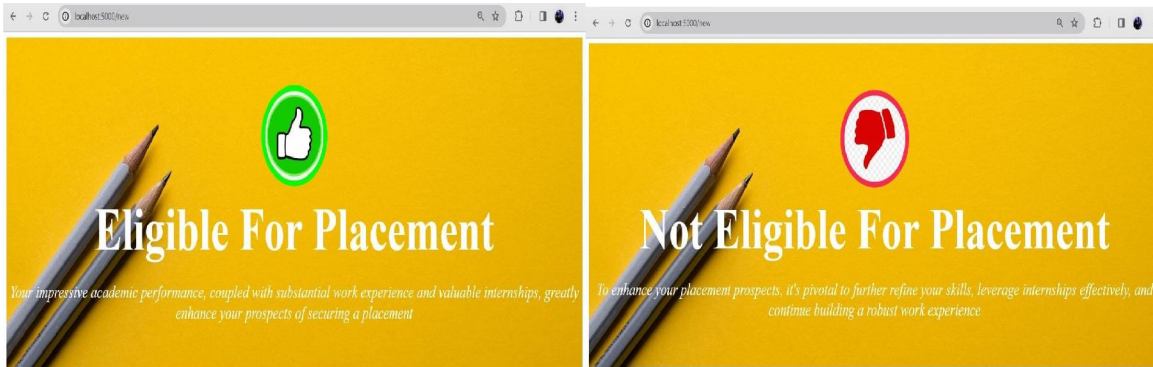 localhost:5000/new
Eligible For Placement
Your impressive academic performance, coupled with substantial work experience and valuable internships, greatly
enhance your prospects of securing a placement
localhost:5000/new
Not Eligible For Placement
To enhance your placement prospects, it's pivotal to further refine your skills, leverage internships effectively, and
continue building a robust work experience